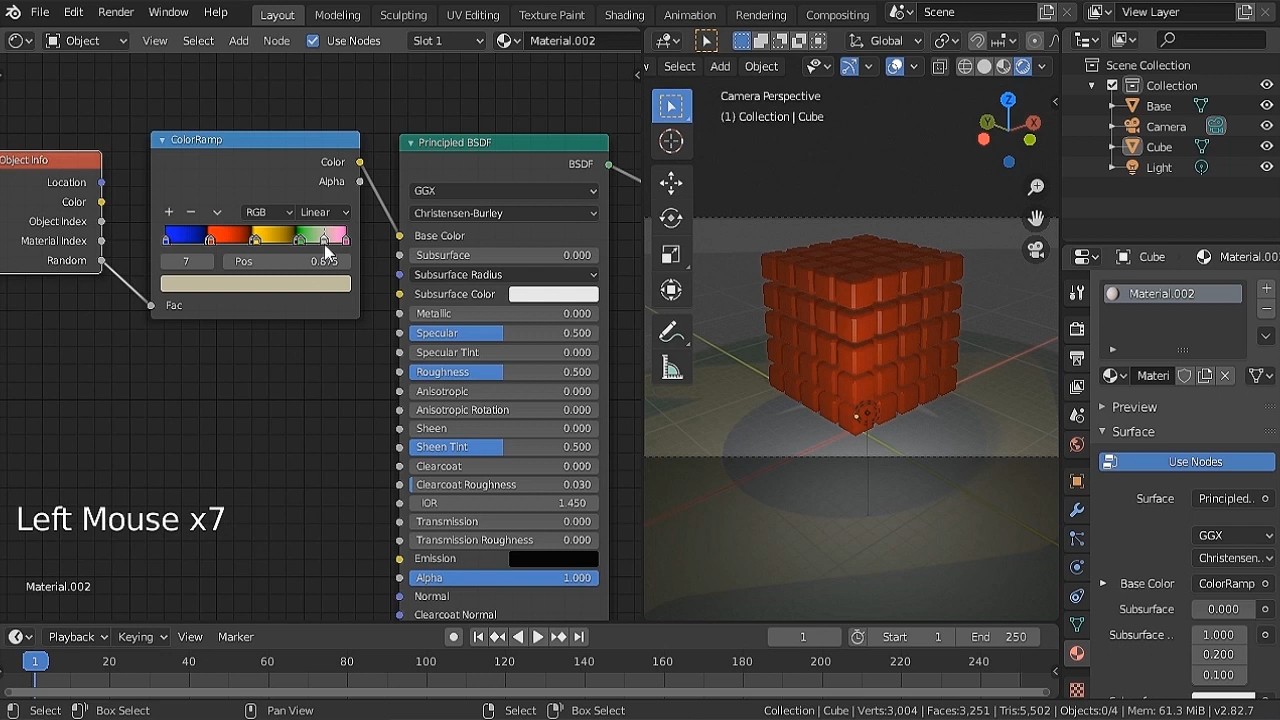 File Edit Render Window Help Layout Modeling Sculpting UV Editing Texture Paint Shading Animation Rendering Compositing Scene View Layer
Object View Select Add Node Use Nodes Slot 1 Material.002 Global
Select Add Object
Camera Perspective
(1) Collection | Cube
Z
Y
X
Scene Collection
Collection
Base
Camera
Cube
Light
Object Info
Location
Color
Object Index
Material Index
Random
ColorRamp
Color
Alpha
RGB Linear
7 Pos
Fac
Principled BSDF
BSDF
GGX
Christensen-Burley
Base Color
Subsurface 0.000
Subsurface Radius
Subsurface Color
Metallic 0.000
Specular 0.500
Specular Tint 0.000
Roughness 0.500
Anisotropic 0.000
Anisotropic Rotation 0.000
Sheen 0.000
Sheen Tint 0.500
Clearcoat 0.000
Clearcoat Roughness 0.030
IOR 1.450
Transmission 0.000
Transmission Roughness 0.000
Emission
Alpha 1.000
Normal
Clearcoat Normal
Left Mouse x7
Material.002
Cube Material.002
Material.002
Materi
Preview
Surface
Use Nodes
Surface Principled..
GGX
Christensen..
Base Color ColorRamp
Subsurface 0.000
Subsurface .. 1.000
0.200
0.100
Playback Keying View Marker 1 Start 1 End 250
1 20 40 60 80 100 120 140 160 180 200 220 240
Select Box Select Pan View Select Box Select Collection | Cube | Verts:3,004 | Faces:3,251 | Tris:5,502 | Objects:0/4 | Mem: 61.3 MiB | v2.82.7